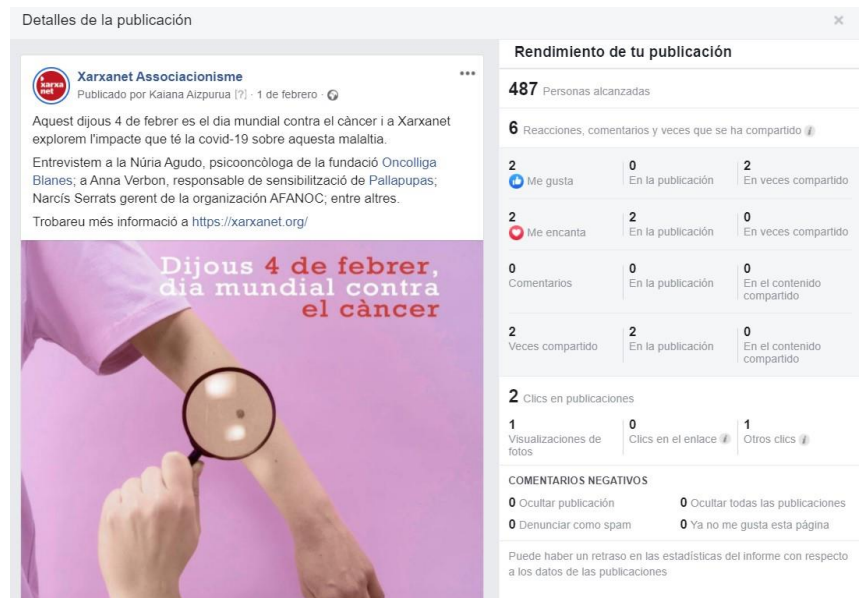 Detalles de la publicación
×
xarxa
net
Xarxanet Associacionisme
Publicado por Kaiana Aizpurua [?] · 1 de febrero ·
Aquest dijous 4 de febrer es el dia mundial contra el càncer i a Xarxanet
explorem l'impacte que té la covid-19 sobre aquesta malaltia.
Entrevistem a la Núria Agudo, psicooncòloga de la fundació Oncolliga
Blanes; a Anna Verbon, responsable de sensibilització de Pallapupas;
Narcís Serrats gerent de la organización AFANOC; entre altres.
Trobareu més informació a https://xarxanet.org/
Dijous 4 de febrer,
dia mundial contra
el càncer
Rendimiento de tu publicación
487 Personas alcanzadas
6 Reacciones, comentarios y veces que se ha compartido i
2 0 2
Me gusta En la publicación En veces compartido
2 2 0
Me encanta En la publicación En veces compartido
0 0 0
Comentarios En la publicación En el contenido
compartido
2 2 0
Veces compartido En la publicación En el contenido
compartido
2 Clics en publicaciones
1 0 1
Visualizaciones de Clics en el enlace i Otros clics i
fotos
COMENTARIOS NEGATIVOS
0 Ocultar publicación 0 Ocultar todas las publicaciones
0 Denunciar como spam 0 Ya no me gusta esta página
Puede haber un retraso en las estadísticas del informe con respecto
a los datos de las publicaciones